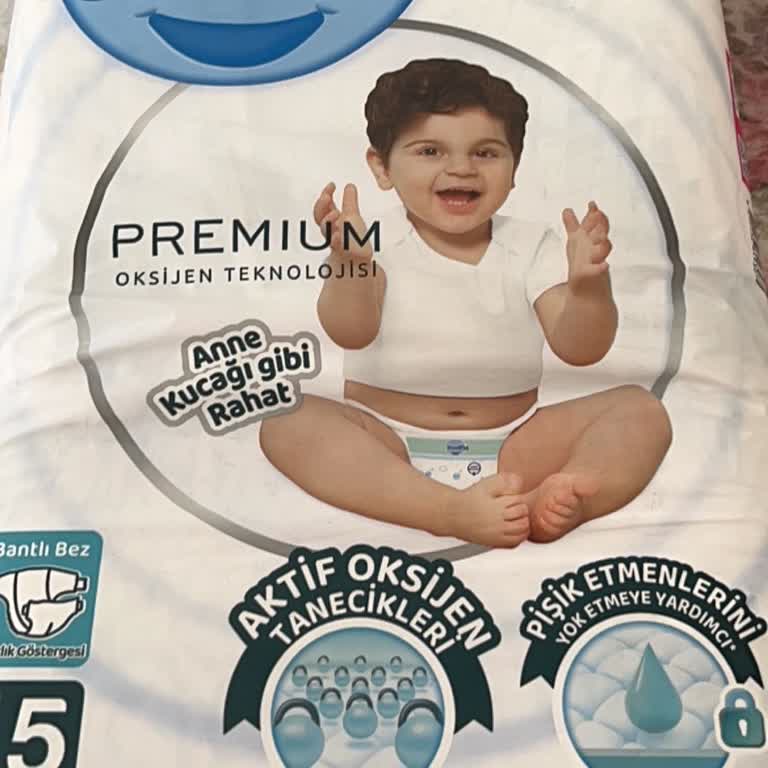 PREMIUM
OKSİJEN TEKNOLOJİSİ
Anne
Kucağı gibi
Rahat
Bantlı Bez
lık Göstergesi
5
AKTİF OKSİJEN
TANECİKLERİ
PİŞİK ETMENLERİNİ
YOK ETMEYE YARDIMCI*